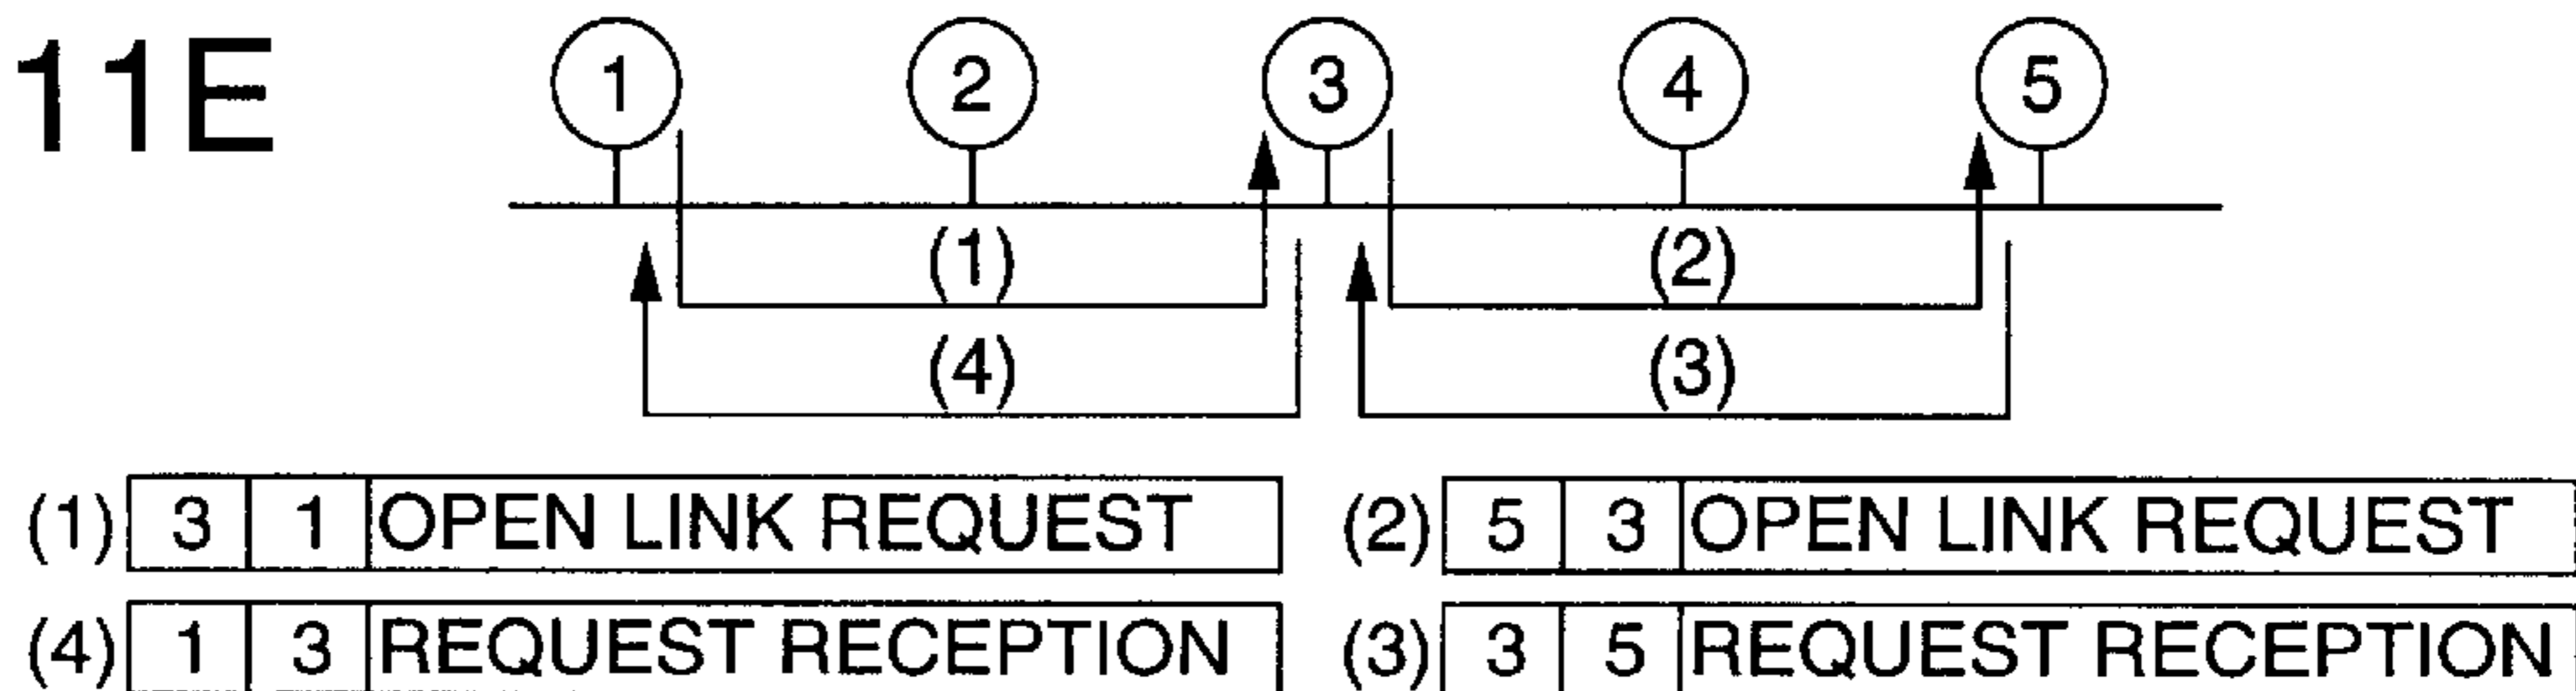 11E
1 2 3 4 5
(1) (2)
(4) (3)
(1) 3 1 OPEN LINK REQUEST (2) 5 3 OPEN LINK REQUEST
(4) 1 3 REQUEST RECEPTION (3) 3 5 REQUEST RECEPTION